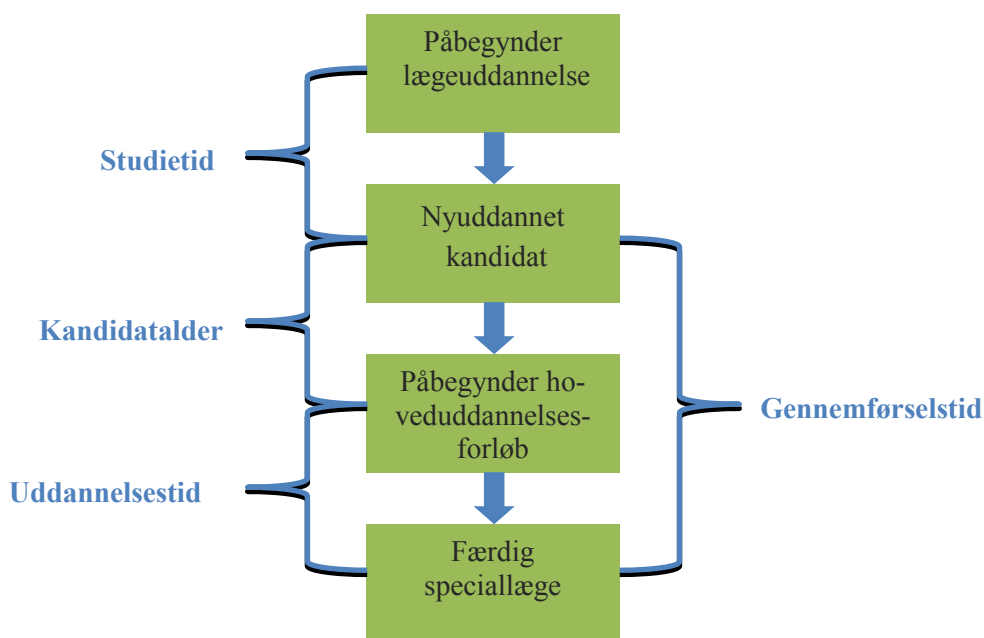 Påbegynder
lægeuddannelse
Studietid
Nyuddannet
kandidat
Kandidatalder
Påbegynder ho-
veduddannelses-
forløb
Gennemførselstid
Uddannelsestid
Færdig
speciallæge